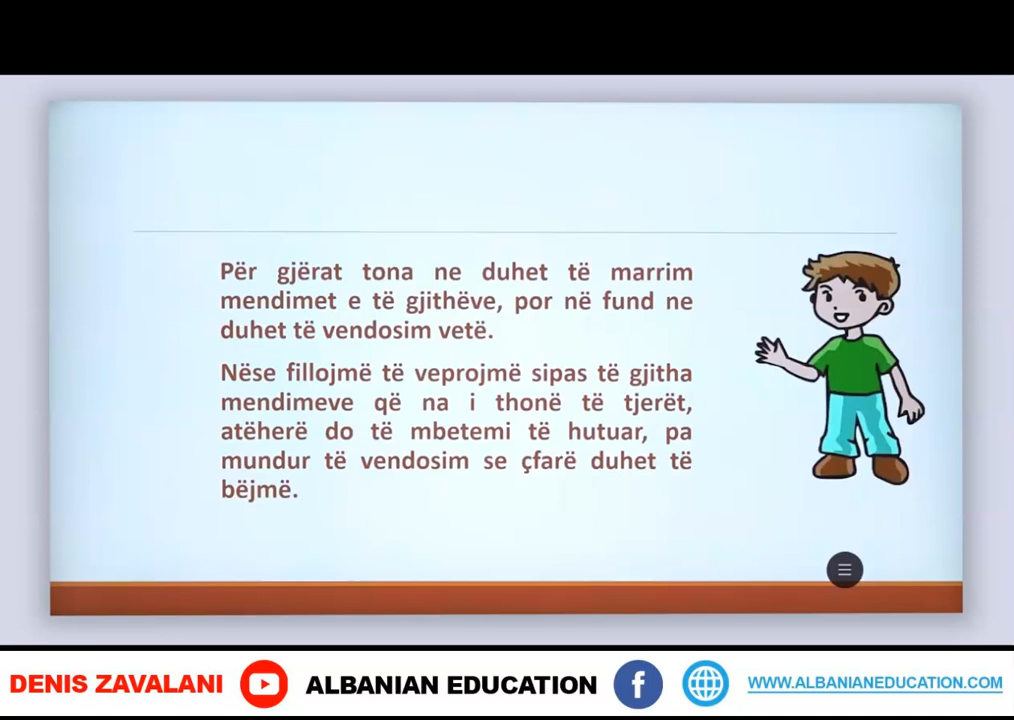 Për gjërat tona ne duhet të marrim
mendimet e të gjithëve, por në fund ne
duhet të vendosim vetë.
Nëse fillojmë të veprojmë sipas të gjitha
mendimeve që na i thonë të tjerët,
atëherë do të mbetemi të hutuar, pa
mundur të vendosim se çfarë duhet të
bëjmë.
DENIS ZAVALANI ALBANIAN EDUCATION WWW.ALBANIANEDUCATION.COM